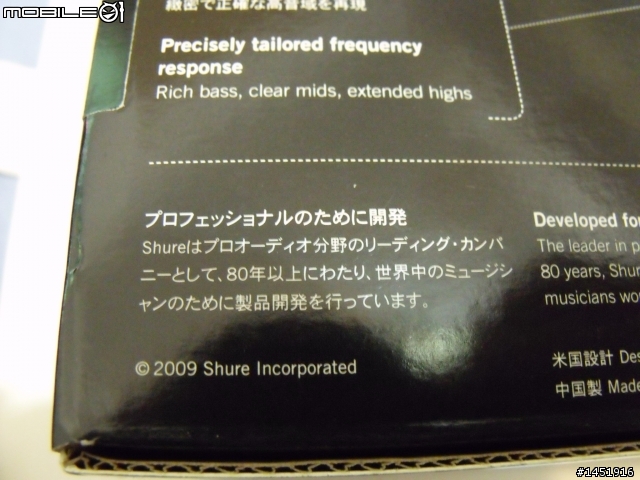 MOBILE01
緻密で正確な高音域を再現
Precisely tailored frequency
response
Rich bass, clear mids, extended highs
プロフェッショナルのために開発
Shureはプロオーディオ分野のリーディング・カンパ
ニーとして、80年以上にわたり、世界中のミュージシ
ャンのために製品開発を行っています。
© 2009 Shure Incorporated
Developed for
The leader in p
80 years, Shur
musicians wo
米国設計 Des
中国製 Made
#1451916